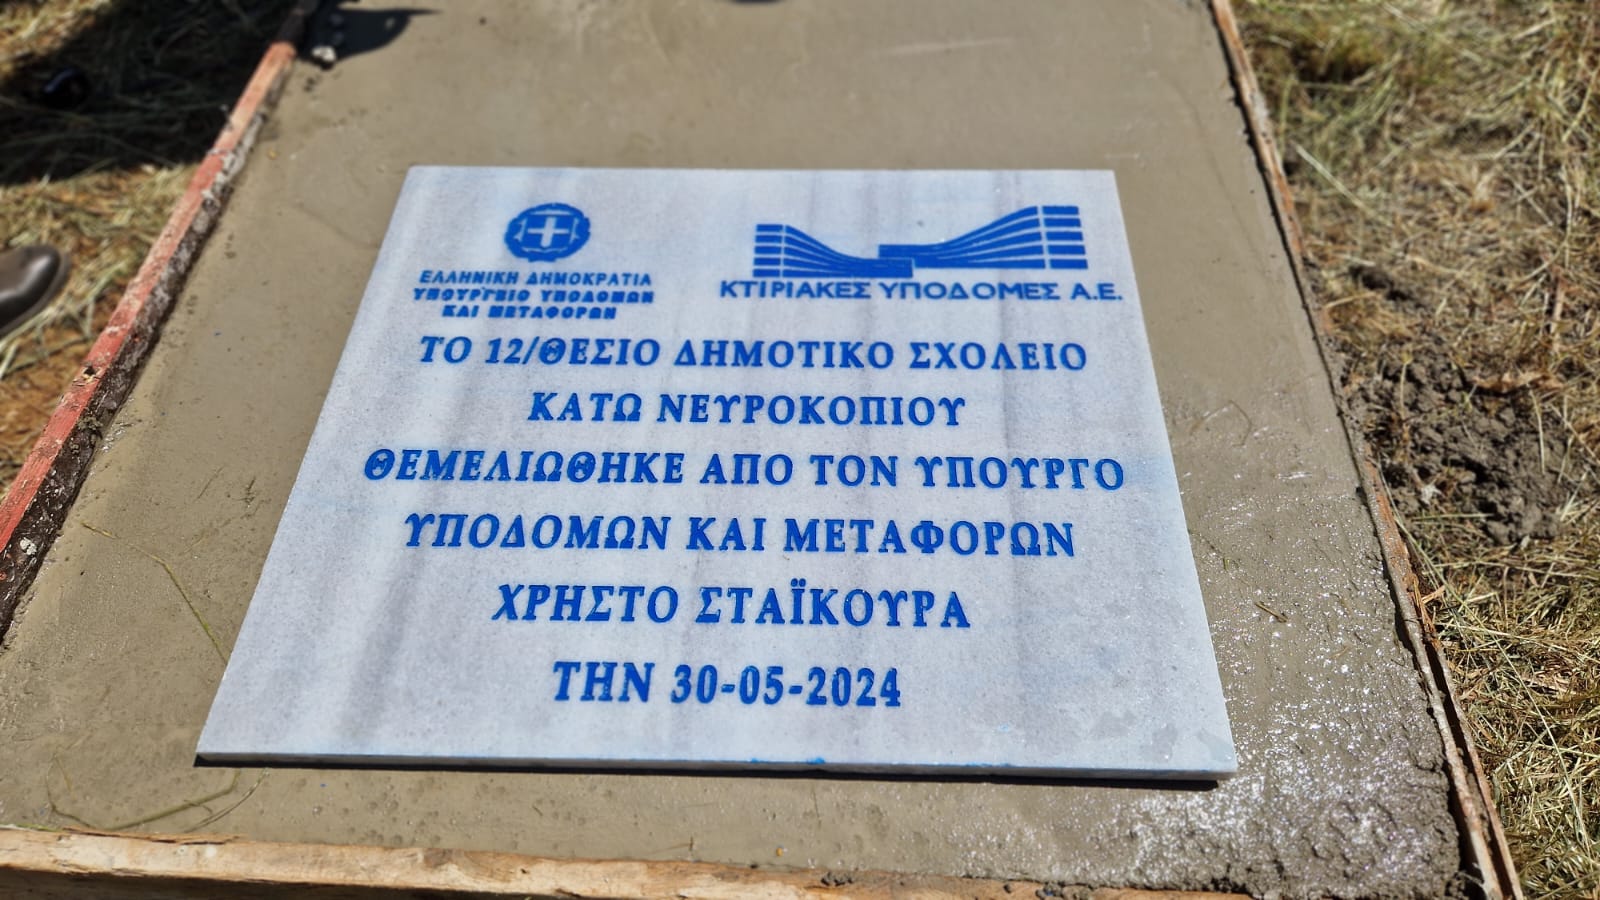 ΕΛΛΗΝΙΚΗ ΔΗΜΟΚΡΑΤΙΑ
ΥΠΟΥΡΓΕΙΟ ΥΠΟΔΟΜΩΝ
ΚΑΙ ΜΕΤΑΦΟΡΩΝ
ΚΤΙΡΙΑΚΕΣ ΥΠΟΔΟΜΕΣ Α.Ε.
ΤΟ 12/ΘΕΣΙΟ ΔΗΜΟΤΙΚΟ ΣΧΟΛΕΙΟ
ΚΑΤΩ ΝΕΥΡΟΚΟΠΙΟΥ
ΘΕΜΕΛΙΩΘΗΚΕ ΑΠΟ ΤΟΝ ΥΠΟΥΡΓΟ
ΥΠΟΔΟΜΩΝ ΚΑΙ ΜΕΤΑΦΟΡΩΝ
ΧΡΗΣΤΟ ΣΤΑΪΚΟΥΡΑ
ΤΗΝ 30-05-2024